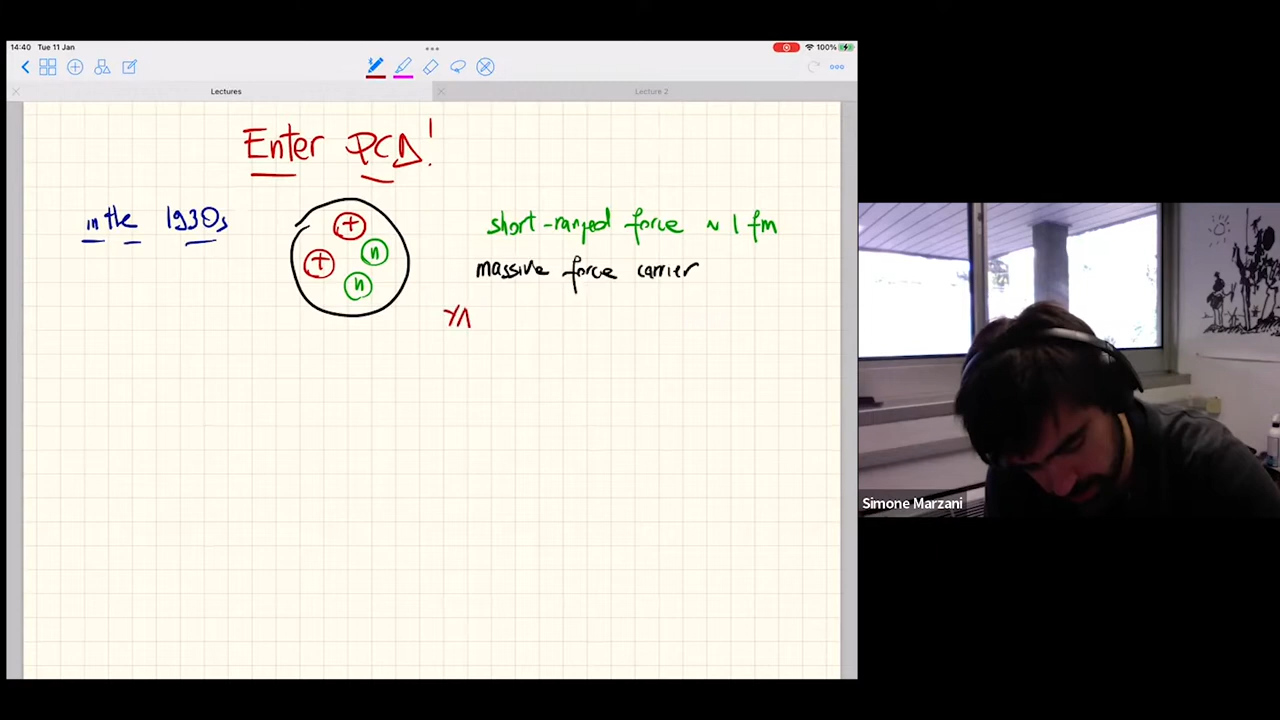 14:40 Tue 11 Jan
100%
Lectures
Lecture 2
Enter QCD!
in the 1930s
+
+
n
n
short-ranged force ~ 1 fm
massive force carrier
Simone Marzani